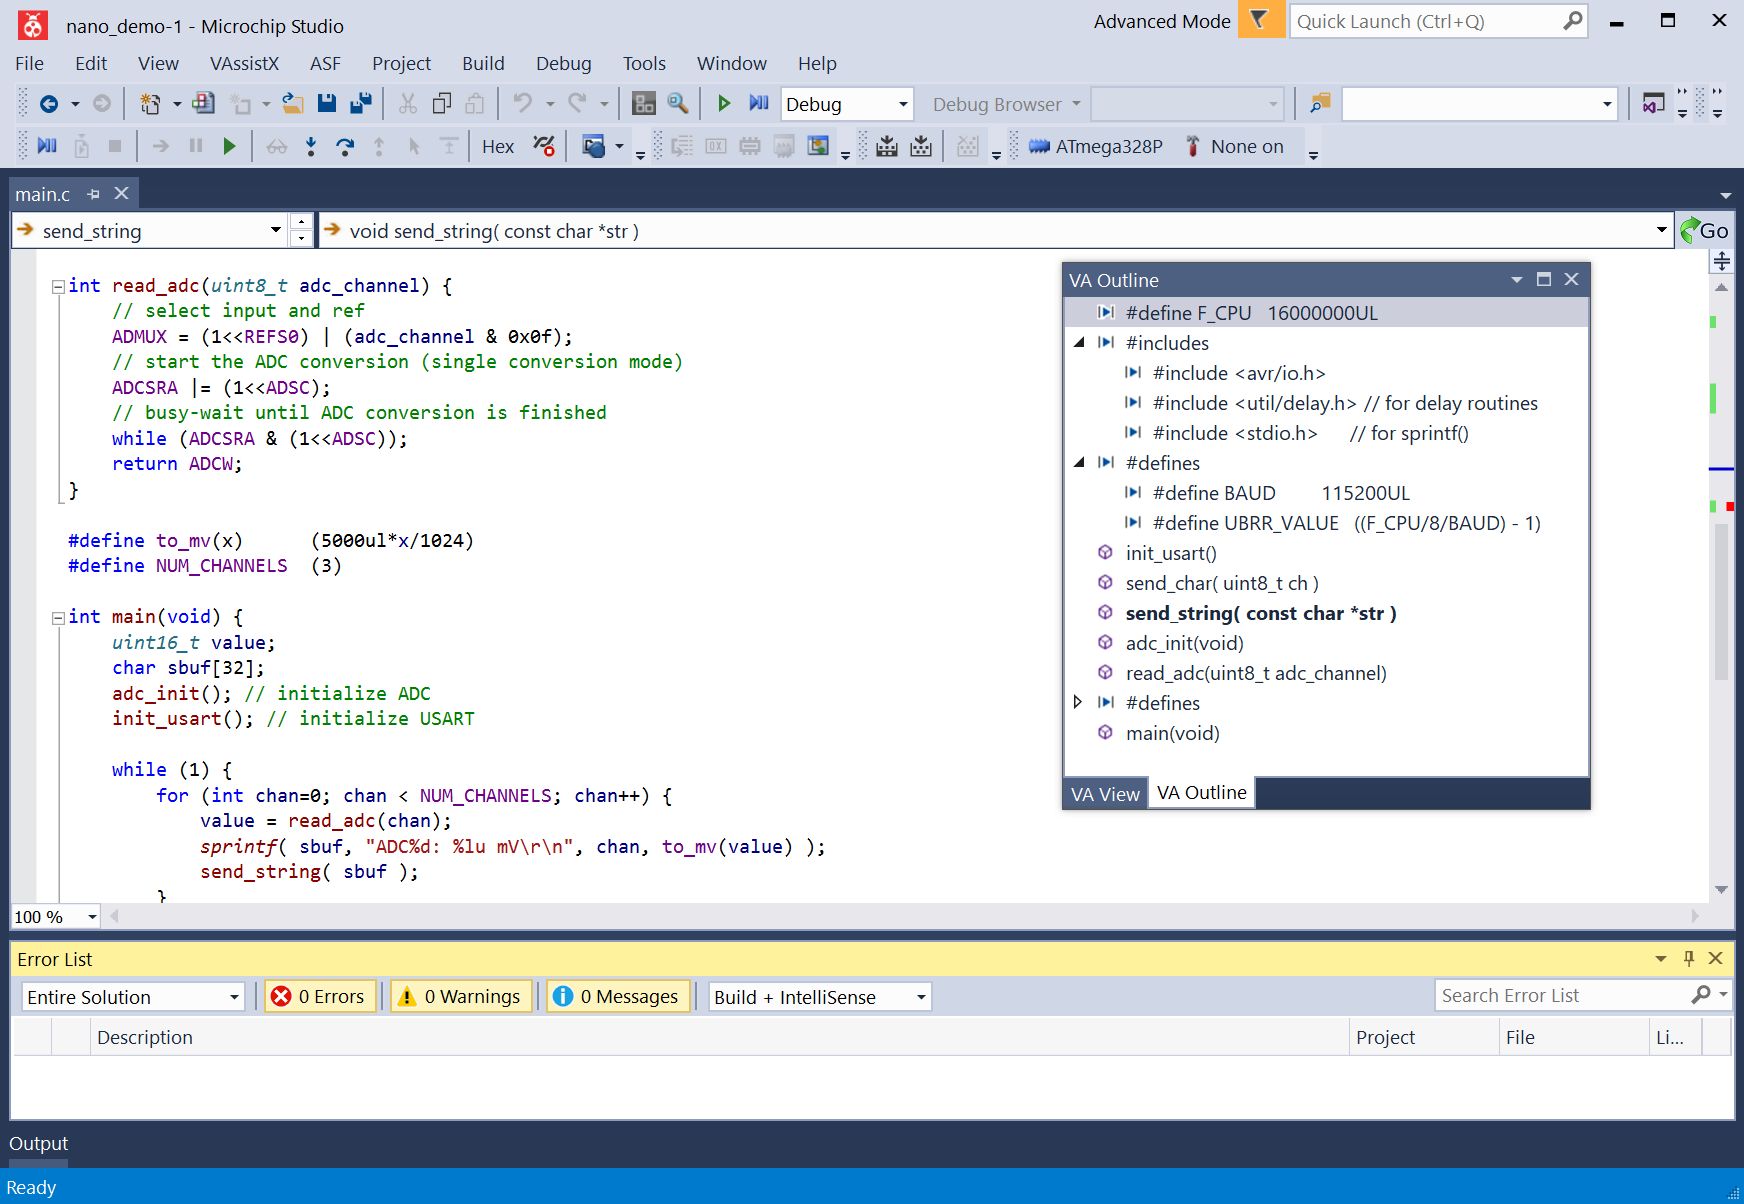 nano_demo-1 - Microchip Studio
Advanced Mode
Quick Launch (Ctrl+Q)
File Edit View VAssistX ASF Project Build Debug Tools Window Help
Debug
Debug Browser
Hex
ATmega328P
None on
main.c
send_string
void send_string( const char *str )
Go
int read_adc(uint8_t adc_channel) {
// select input and ref
ADMUX = (1<<REFS0) | (adc_channel & 0x0f);
// start the ADC conversion (single conversion mode)
ADCSRA |= (1<<ADSC);
// busy-wait until ADC conversion is finished
while (ADCSRA & (1<<ADSC));
return ADCW;
}
#define to_mv(x)      (5000ul*x/1024)
#define NUM_CHANNELS  (3)
int main(void) {
uint16_t value;
char sbuf[32];
adc_init(); // initialize ADC
init_usart(); // initialize USART
while (1) {
for (int chan=0; chan < NUM_CHANNELS; chan++) {
value = read_adc(chan);
sprintf( sbuf, "ADC%d: %lu mV\r\n", chan, to_mv(value) );
send_string( sbuf );
}
100 %
VA Outline
#define F_CPU   16000000UL
#includes
#include <avr/io.h>
#include <util/delay.h> // for delay routines
#include <stdio.h>      // for sprintf()
#defines
#define BAUD         115200UL
#define UBRR_VALUE   ((F_CPU/8/BAUD) - 1)
init_usart()
send_char( uint8_t ch )
send_string( const char *str )
adc_init(void)
read_adc(uint8_t adc_channel)
#defines
main(void)
VA View
VA Outline
Error List
Entire Solution
0 Errors
0 Warnings
0 Messages
Build + IntelliSense
Search Error List
Description
Project
File
Li...
Output
Ready